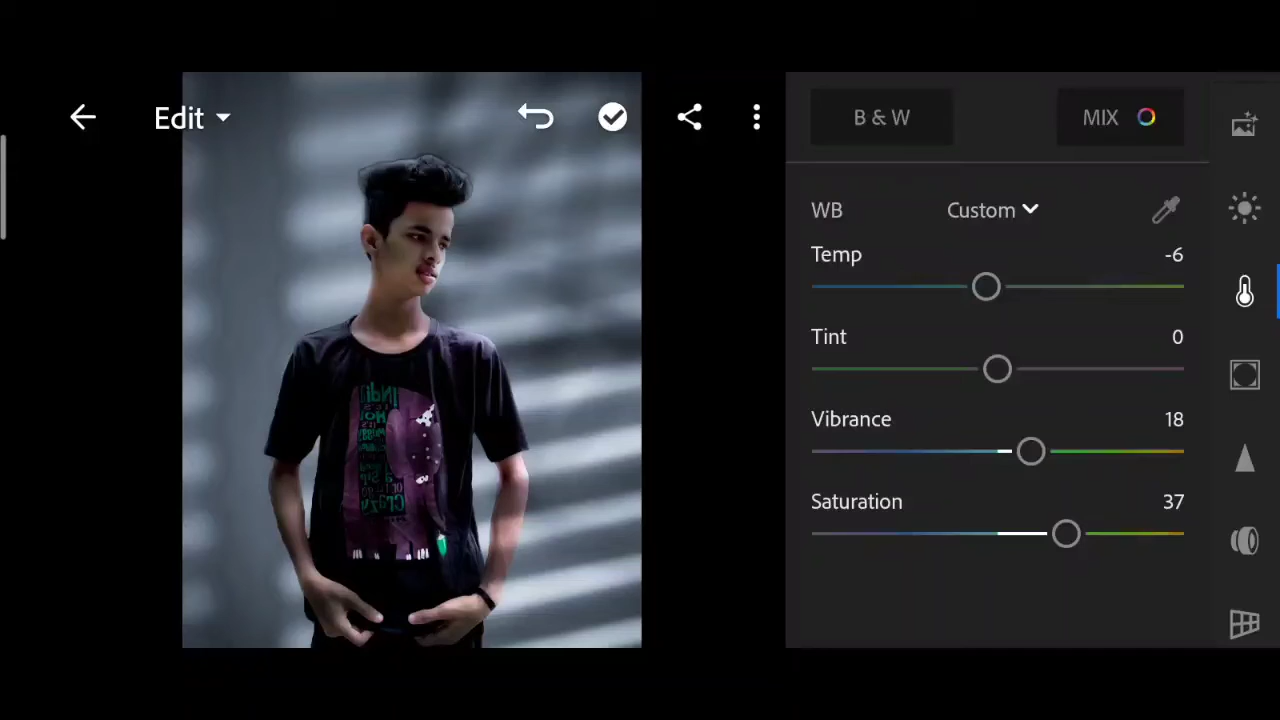 Edit
B & W
MIX
WB
Custom
Temp
-6
Tint
0
Vibrance
18
Saturation
37